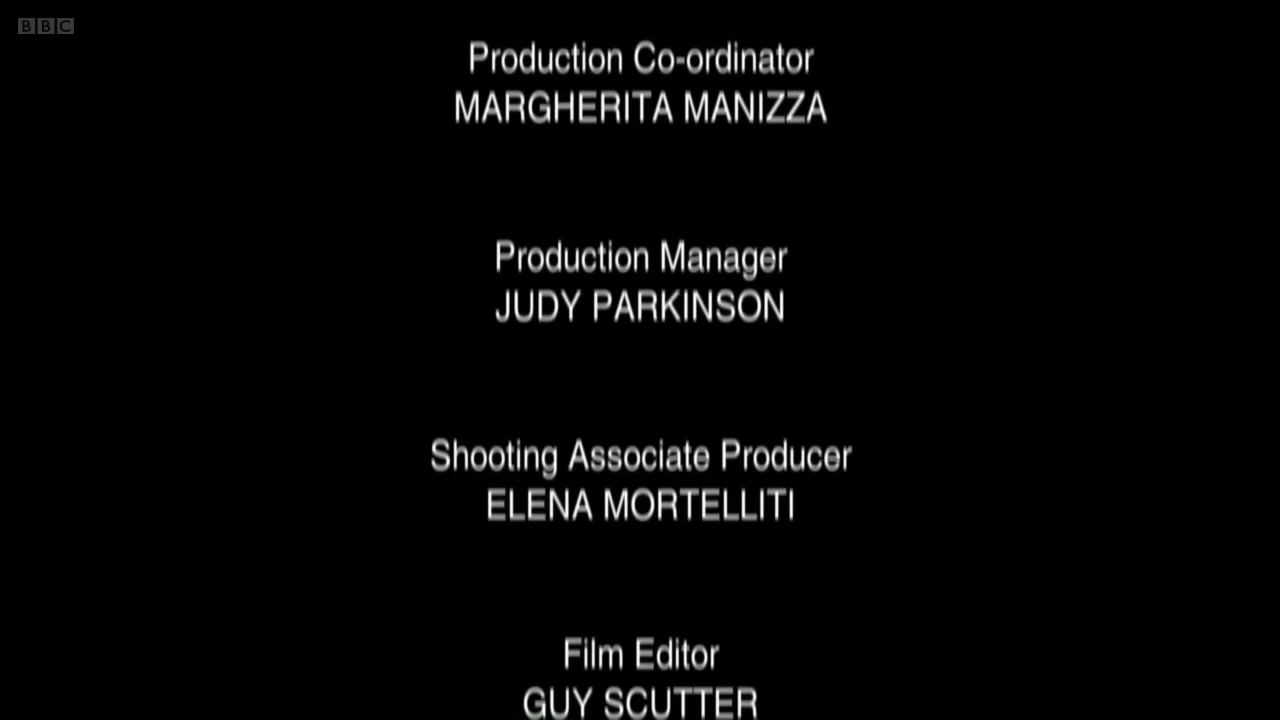 BBC
Production Co-ordinator
MARGHERITA MANIZZA
Production Manager
JUDY PARKINSON
Shooting Associate Producer
ELENA MORTELLITI
Film Editor
GUY SCUTTER